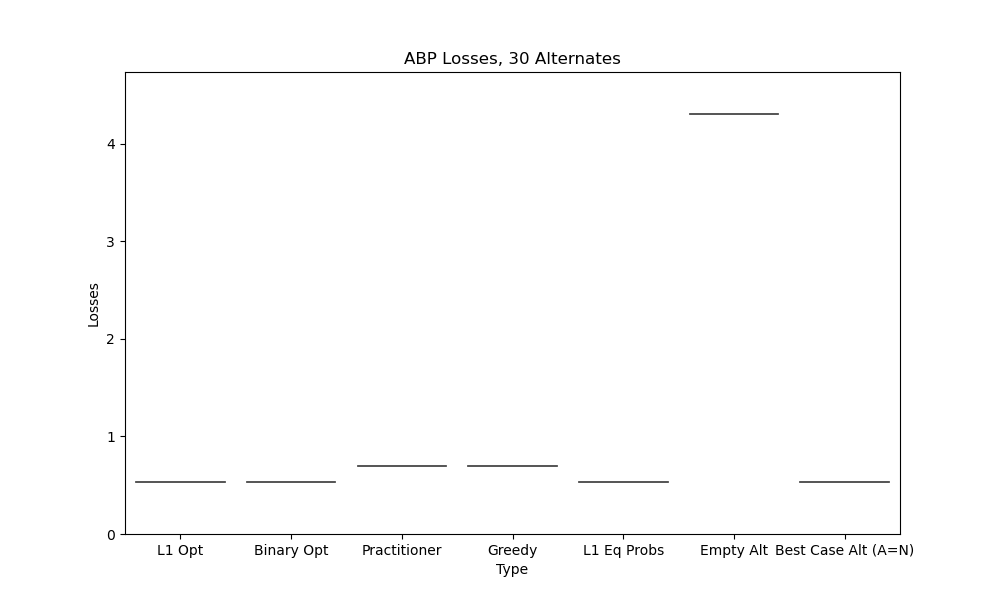 ABP Losses, 30 Alternates
4
3
2
1
0
Losses
L1 Opt
Binary Opt
Practitioner
Greedy
L1 Eq Probs
Empty Alt
Best Case Alt (A=N)
Type